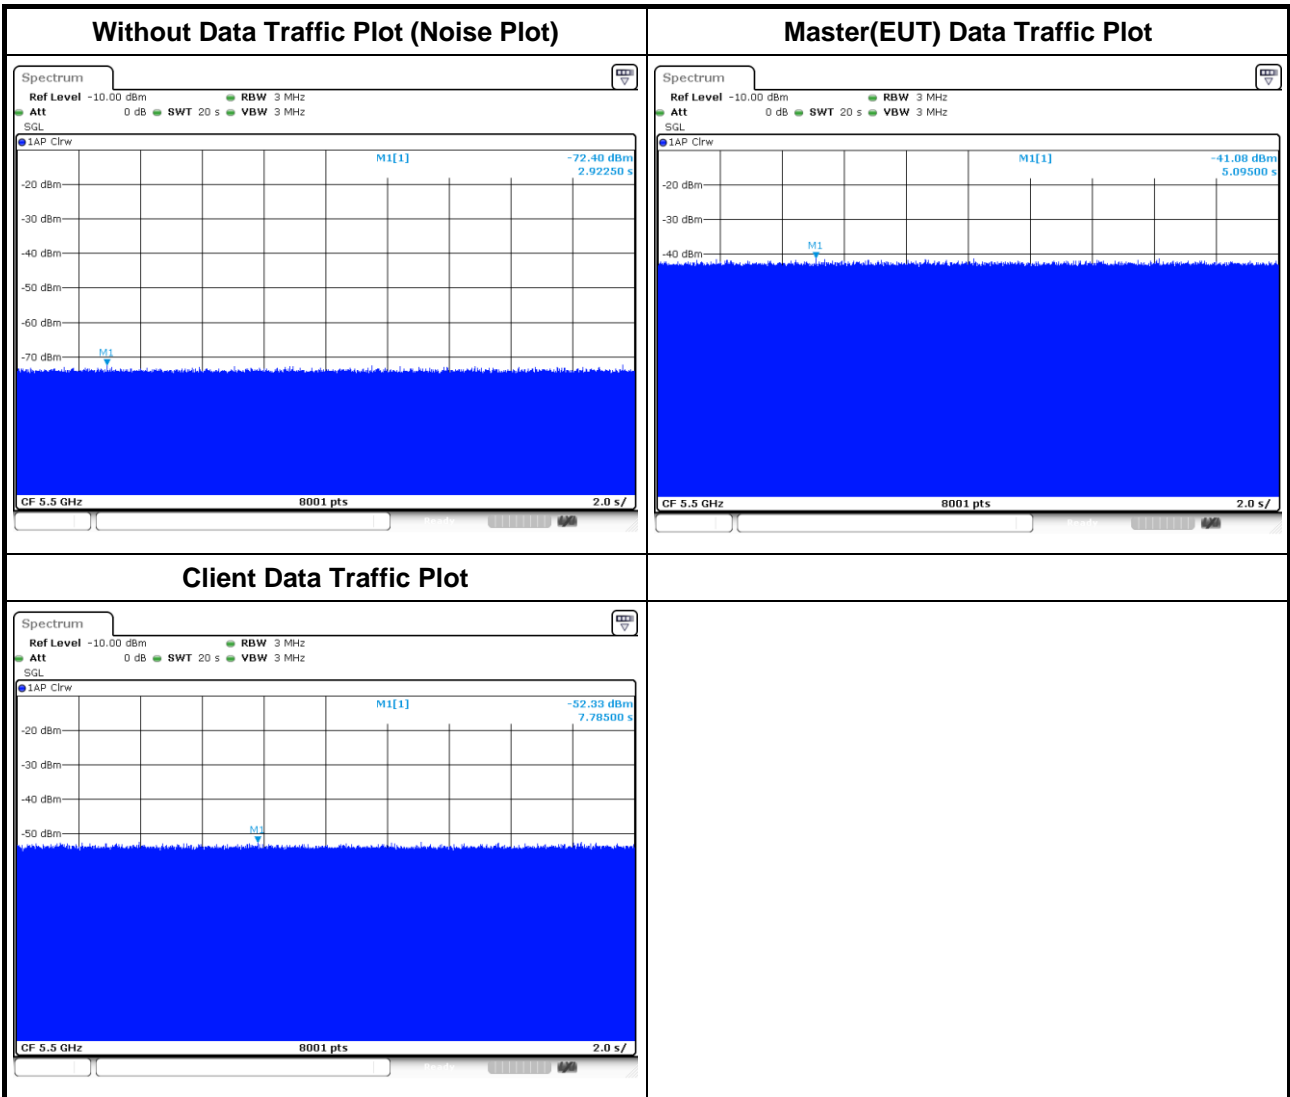 Without Data Traffic Plot (Noise Plot)
Spectrum
Ref Level -10.00 dBm RBW 3 MHz
Att 0 dB SWT 20 s VBW 3 MHz
SGL
1AP Clrw
M1[1] -72.40 dBm
2.92250 s
-20 dBm
-30 dBm
-40 dBm
-50 dBm
-60 dBm
M1
-70 dBm
CF 5.5 GHz 8001 pts 2.0 s/
Ready
Master(EUT) Data Traffic Plot
Spectrum
Ref Level -10.00 dBm RBW 3 MHz
Att 0 dB SWT 20 s VBW 3 MHz
SGL
1AP Clrw
M1[1] -41.08 dBm
5.09500 s
-20 dBm
-30 dBm
M1
-40 dBm
CF 5.5 GHz 8001 pts 2.0 s/
Ready
Client Data Traffic Plot
Spectrum
Ref Level -10.00 dBm RBW 3 MHz
Att 0 dB SWT 20 s VBW 3 MHz
SGL
1AP Clrw
M1[1] -52.33 dBm
7.78500 s
-20 dBm
-30 dBm
-40 dBm
M1
-50 dBm
CF 5.5 GHz 8001 pts 2.0 s/
Ready